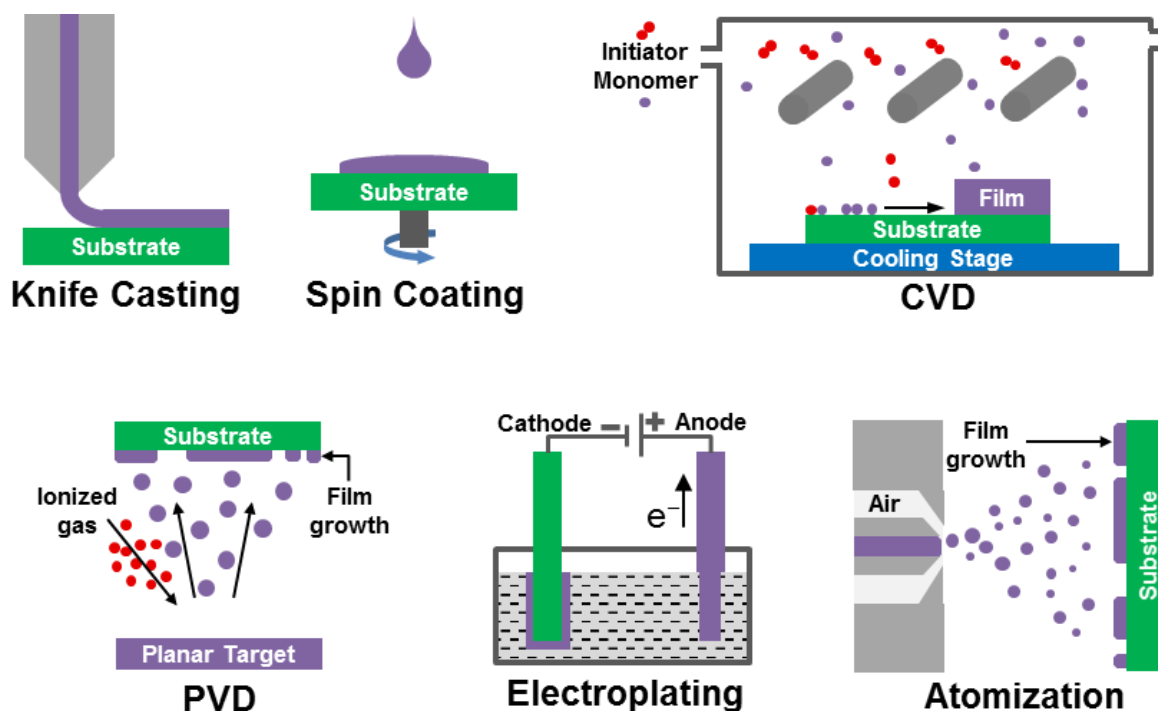 Substrate
Knife Casting
Substrate
Spin Coating
Initiator
Monomer
Film
Substrate
Cooling Stage
CVD
Substrate
Ionized
gas
Film
growth
Planar Target
PVD
Cathode − + Anode
e⁻
Electroplating
Film
growth
Air
Substrate
Atomization